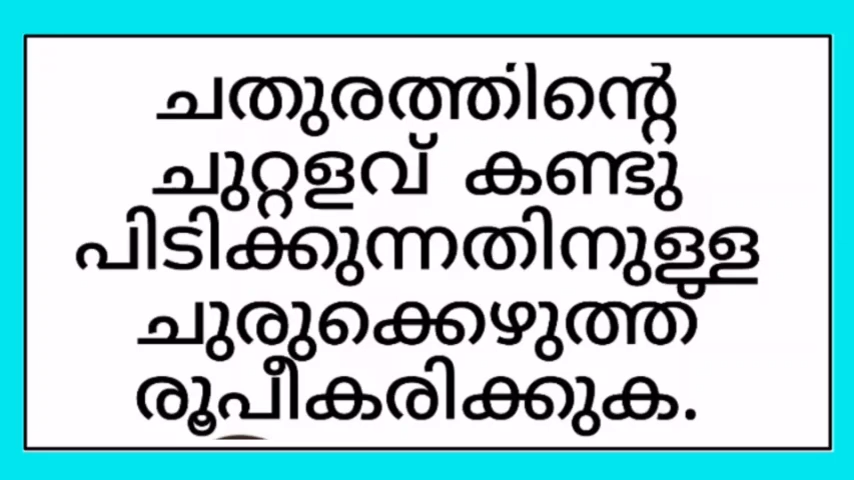 ചതുരത്തിന്റെ
ചുറ്റളവ് കണ്ടു
പിടിക്കുന്നതിനുള്ള
ചുരുക്കെഴുത്ത്
രൂപീകരിക്കുക.